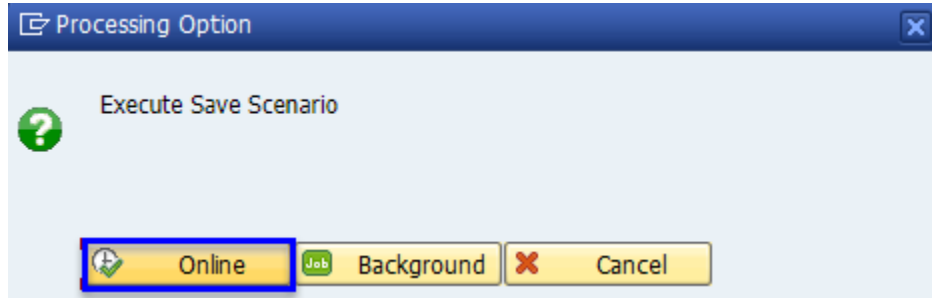 Processing Option
Execute Save Scenario
Online
Job Background
Cancel